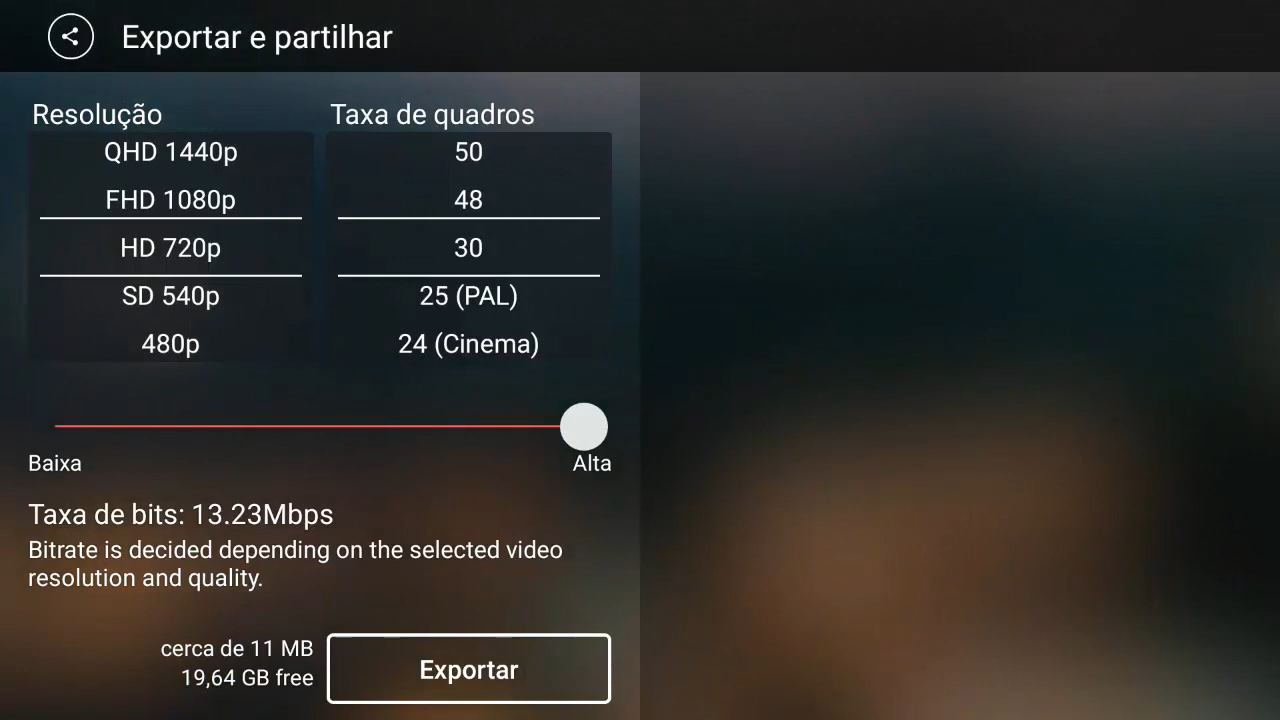 Exportar e partilhar
Resolução
Taxa de quadros
QHD 1440p
50
FHD 1080p
48
HD 720p
30
SD 540p
25 (PAL)
480p
24 (Cinema)
Baixa
Alta
Taxa de bits: 13.23Mbps
Bitrate is decided depending on the selected video
resolution and quality.
cerca de 11 MB
19,64 GB free
Exportar